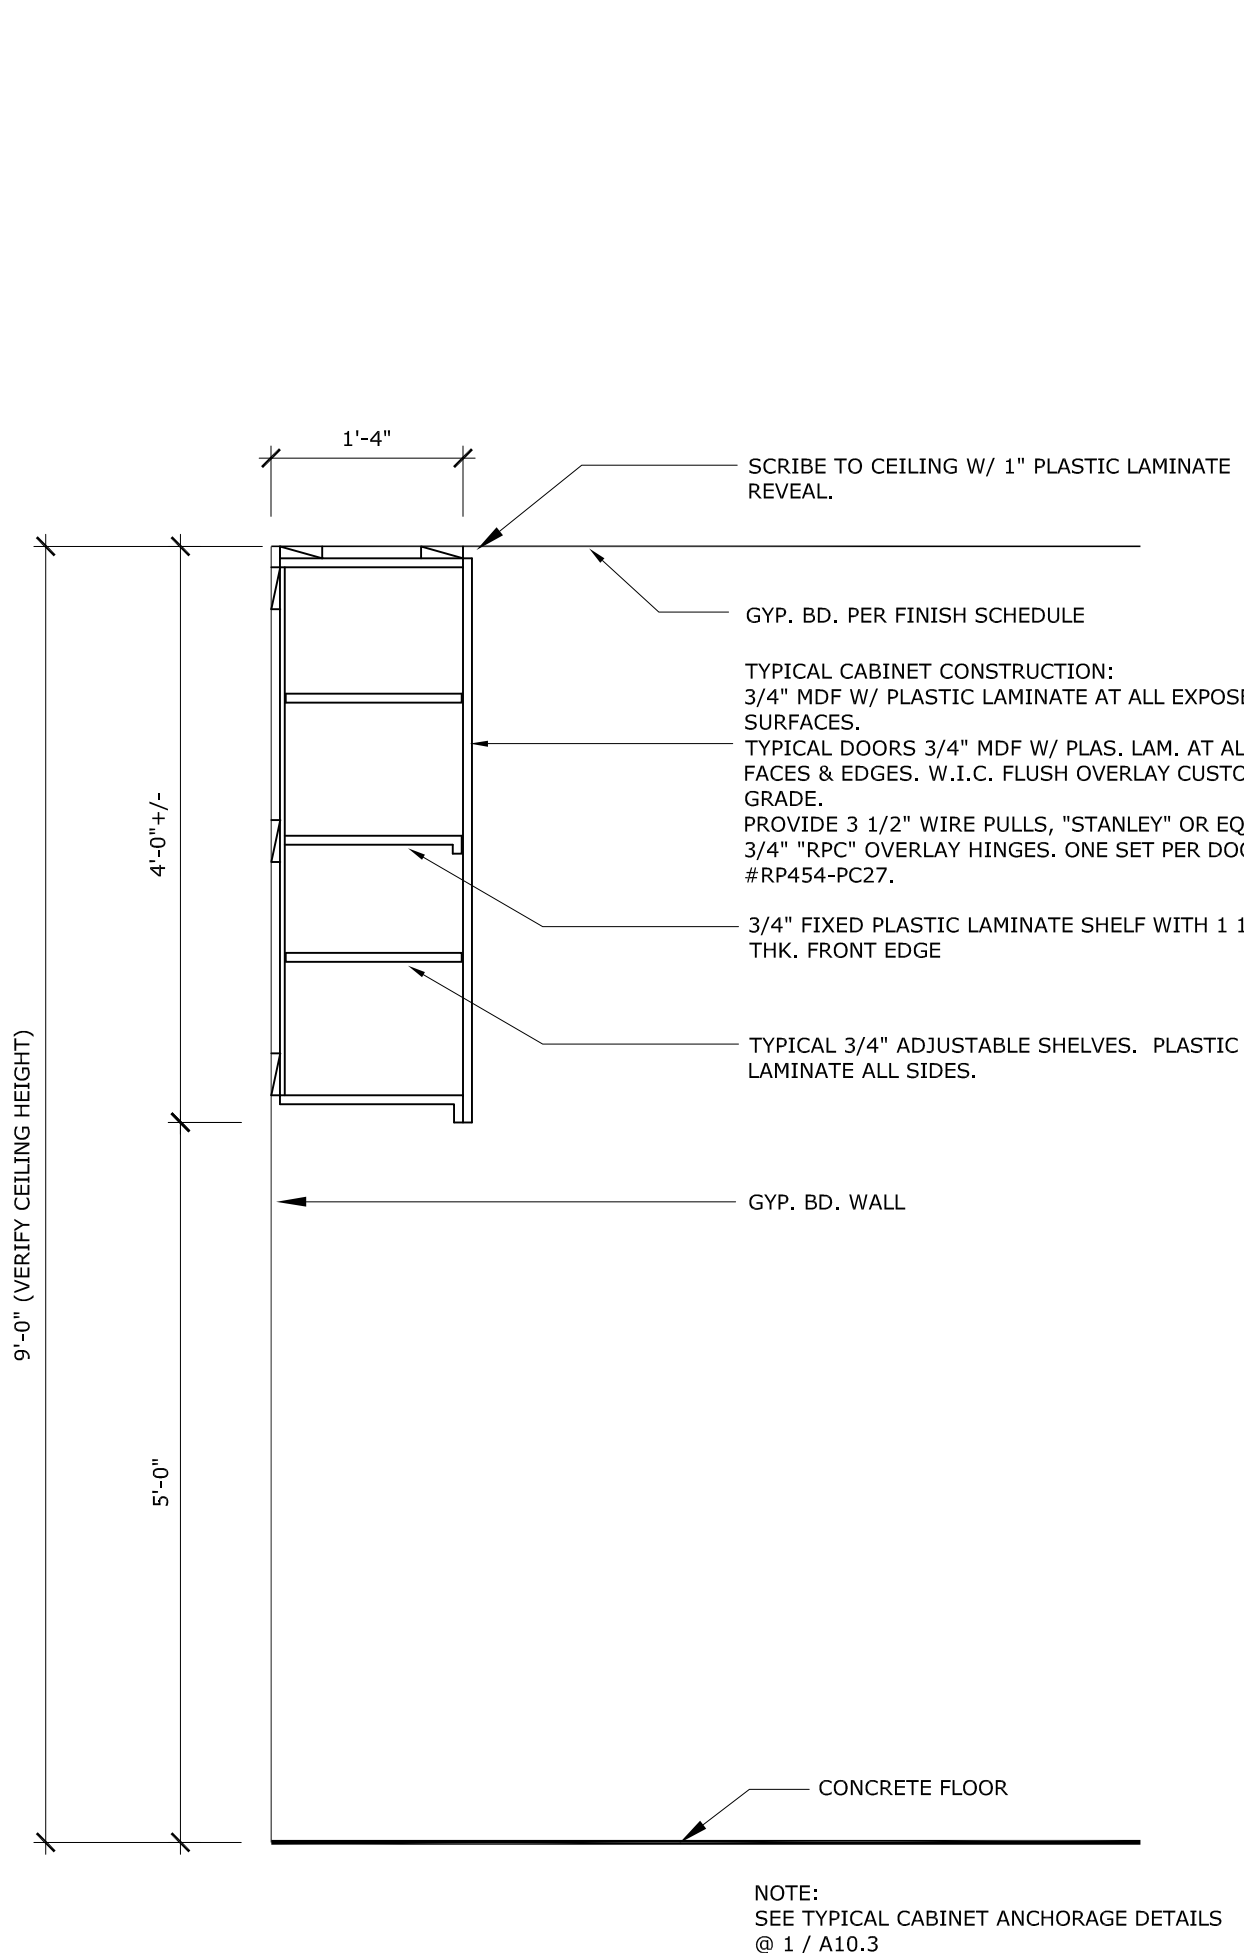 1'-4"
SCRIBE TO CEILING W/ 1" PLASTIC LAMINATE
REVEAL.
GYP. BD. PER FINISH SCHEDULE
TYPICAL CABINET CONSTRUCTION:
3/4" MDF W/ PLASTIC LAMINATE AT ALL
SURFACES.
TYPICAL DOORS 3/4" MDF W/ PLAS. LAM. AT
FACES & EDGES. W.I.C. FLUSH OVERLAY
GRADE.
PROVIDE 3 1/2" WIRE PULLS, "STANLEY" OR
3/4" "RPC" OVERLAY HINGES. ONE SET PER
#RP454-PC27.
4'-0"+/-
3/4" FIXED PLASTIC LAMINATE SHELF WITH 1
THK. FRONT EDGE
TYPICAL 3/4" ADJUSTABLE SHELVES. PLASTIC
LAMINATE ALL SIDES.
9'-0" (VERIFY CEILING HEIGHT)
GYP. BD. WALL
5'-0"
CONCRETE FLOOR
NOTE:
SEE TYPICAL CABINET ANCHORAGE DETAILS
@ 1 / A10.3